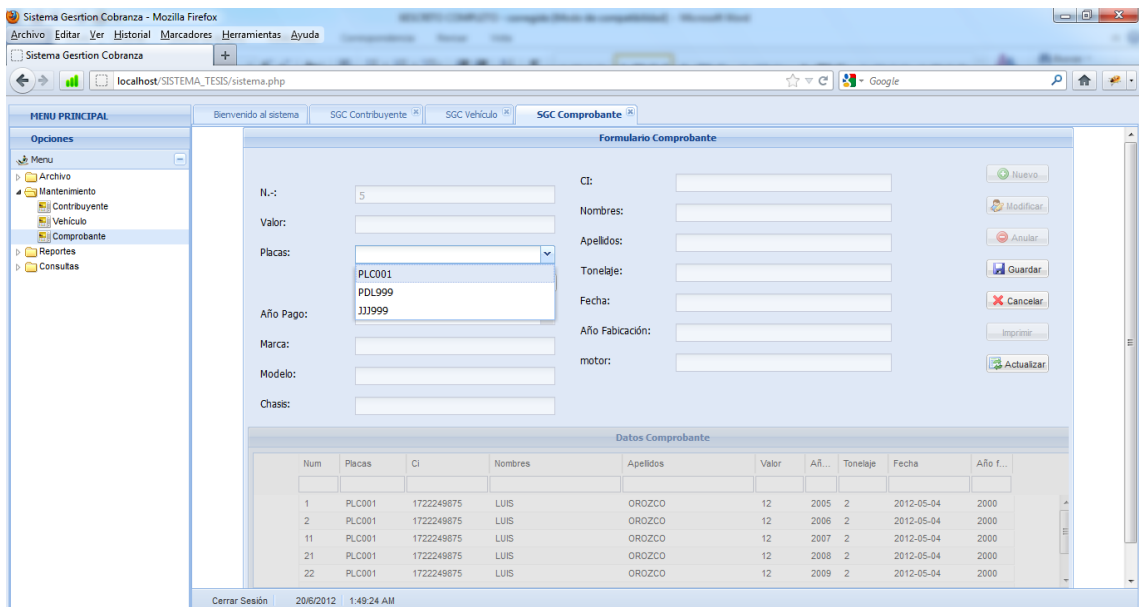 Sistema Gesrtion Cobranza - Mozilla Firefox
Archivo Editar Ver Historial Marcadores Herramientas Ayuda
Sistema Gesrtion Cobranza
localhost/SISTEMA_TESIS/sistema.php
Google
MENU PRINCIPAL
Bienvenido al sistema SGC Contribuyente SGC Vehículo SGC Comprobante
Opciones
Formulario Comprobante
Menu
Archivo
Mantenimiento
Contribuyente
Vehículo
Comprobante
Reportes
Consultas
N.-: 5
Valor:
Placas:
PLC001
PDL999
JJJ999
Año Pago:
Marca:
Modelo:
Chasis:
CI:
Nombres:
Apellidos:
Tonelaje:
Fecha:
Año Fabicación:
motor:
Nuevo
Modificar
Anular
Guardar
Cancelar
Imprimir
Actualizar
Datos Comprobante
Num Placas Ci Nombres Apellidos Valor Añ... Tonelaje Fecha Año f...
1 PLC001 1722249875 LUIS OROZCO 12 2005 2 2012-05-04 2000
2 PLC001 1722249875 LUIS OROZCO 12 2006 2 2012-05-04 2000
11 PLC001 1722249875 LUIS OROZCO 12 2007 2 2012-05-04 2000
21 PLC001 1722249875 LUIS OROZCO 12 2008 2 2012-05-04 2000
22 PLC001 1722249875 LUIS OROZCO 12 2009 2 2012-05-04 2000
Cerrar Sesión 20/6/2012 1:49:24 AM